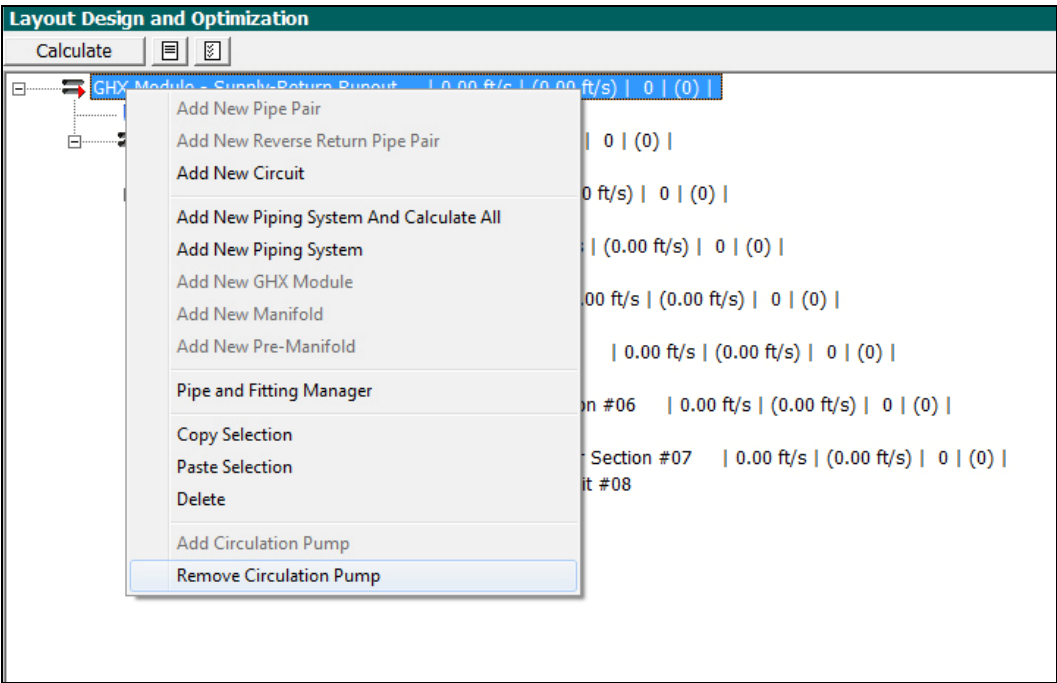 Layout Design and Optimization
Calculate
GHX Module - Supply-Return Runout | 0.00 ft/s | (0.00 ft/s) | 0 | (0) |
Add New Pipe Pair
Add New Reverse Return Pipe Pair | 0 | (0) |
Add New Circuit
0 ft/s) | 0 | (0) |
Add New Piping System And Calculate All
Add New Piping System | (0.00 ft/s) | 0 | (0) |
Add New GHX Module
.00 ft/s | (0.00 ft/s) | 0 | (0) |
Add New Manifold
Add New Pre-Manifold | 0.00 ft/s | (0.00 ft/s) | 0 | (0) |
Pipe and Fitting Manager
on #06 | 0.00 ft/s | (0.00 ft/s) | 0 | (0) |
Copy Selection
Paste Selection Section #07 | 0.00 ft/s | (0.00 ft/s) | 0 | (0) |
it #08
Delete
Add Circulation Pump
Remove Circulation Pump